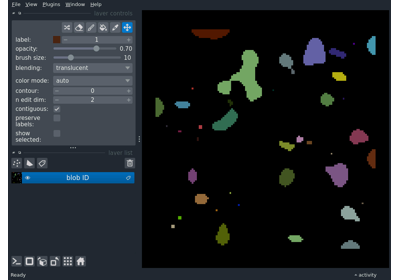 File View Plugins Window Help
layer controls
label: 1
opacity: 0.70
brush size: 10
blending: translucent
color mode: auto
contour: 0
n edit dim: 2
contiguous:
preserve
labels:
show
selected:
layer list
blob ID
Ready
activity